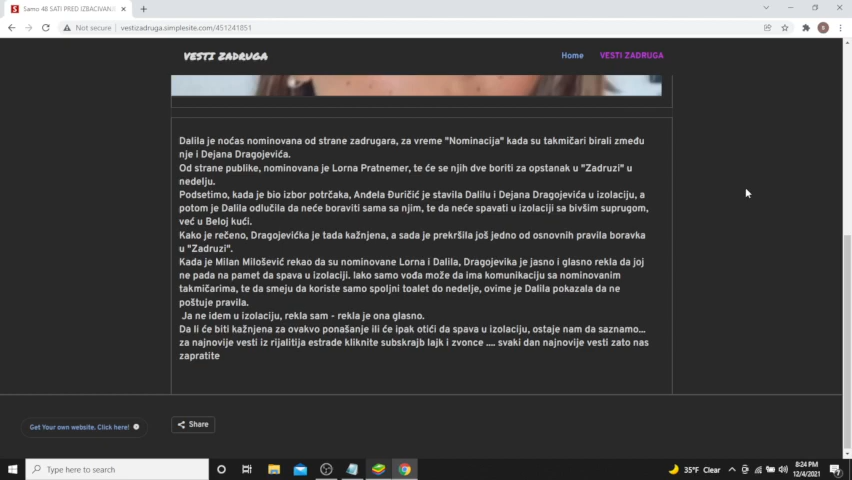 Samo 48 SATI PRED IZBACIVANJ
Not secure
vestizadruga.simplesite.com/451241851
VESTI ZADRUGA
Home
VESTI ZADRUGA
Dalila je noćas nominovana od strane zadrugara, za vreme "Nominacija" kada su takmičari birali zmeđu
nje i Dejana Dragojevića.
Od strane publike, nominovana je Lorna Pratnemer, te će se njih dve boriti za opstanak u "Zadruzi" u
nedelju.
Podsetimo, kada je bio izbor potrčaka, Anđela Đuričić je stavila Dalilu i Dejana Dragojevića u izolaciju, a
potom je Dalila odlučila da neće boraviti sama sa njim, te da neće spavati u izolaciji sa bivšim suprugom,
već u Beloj kući.
Kako je rečeno, Dragojevićka je tada kažnjena, a sada je prekršila još jedno od osnovnih pravila boravka
u "Zadruzi".
Kada je Milan Milošević rekao da su nominovane Lorna i Dalila, Dragojevika je jasno i glasno rekla da joj
ne pada na pamet da spava u izolaciji. Iako samo vođa može da ima komunikaciju sa nominovanim
takmičarima, te da smeju da koriste samo spoljni toalet do nedelje, ovime je Dalila pokazala da ne
poštuje pravila.
Ja ne idem u izolaciju, rekla sam - rekla je ona glasno.
Da li će biti kažnjena za ovakvo ponašanje ili će ipak otići da spava u izolaciju, ostaje nam da saznamo...
za najnovije vesti iz rijalitija estrade kliknite subskrajb lajk i zvonce .... svaki dan najnovije vesti zato nas
zapratite
Get Your own website. Click here!
Share
Type here to search
35°F Clear
8:24 PM
12/4/2021